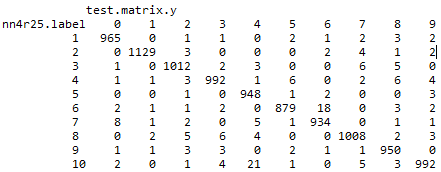 test.matrix.y
nn4r25.label 0 1 2 3 4 5 6 7 8 9
1 965 0 1 1 0 2 1 2 3 2
2 0 1129 3 0 0 0 2 4 1 2
3 1 0 1012 2 3 0 0 6 5 0
4 1 1 3 992 1 6 0 2 6 4
5 0 0 1 0 948 1 2 0 0 3
6 2 1 1 2 0 879 18 0 3 2
7 8 1 2 0 5 1 934 0 1 1
8 0 2 5 6 4 0 0 1008 2 3
9 1 1 3 3 0 2 1 1 950 0
10 2 0 1 4 21 1 0 5 3 992